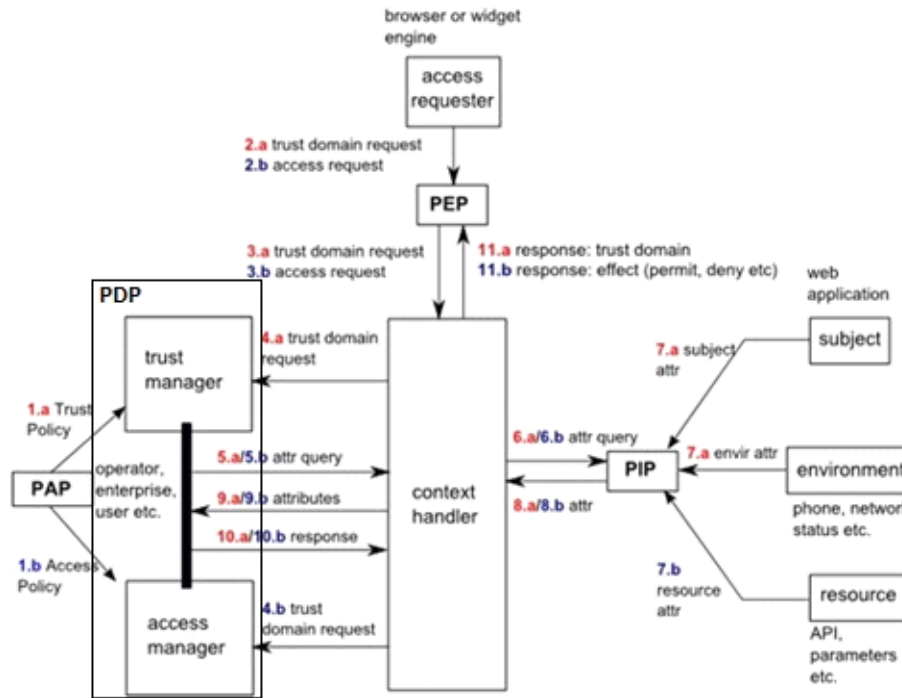 browser or widget
engine
access
requester
2.a trust domain request
2.b access request
PEP
3.a trust domain request
3.b access request
11.a response: trust domain
11.b response: effect (permit, deny etc)
web
application
subject
PDP
trust
manager
4.a trust domain
request
7.a subject
attr
1.a Trust
Policy
PAP
operator,
enterprise,
user etc.
5.a/5.b attr query
9.a/9.b attributes
10.a/10.b response
context
handler
6.a/6.b attr query
8.a/8.b attr
PIP
7.a envir attr
environment
phone, network
status etc.
1.b Access
Policy
access
manager
4.b trust
domain request
7.b
resource
attr
resource
API,
parameters
etc.